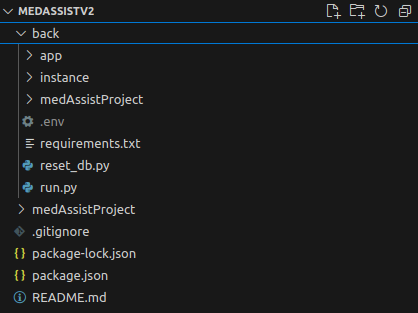 MEDASSISTV2
back
app
instance
medAssistProject
.env
requirements.txt
reset_db.py
run.py
medAssistProject
.gitignore
package-lock.json
package.json
README.md